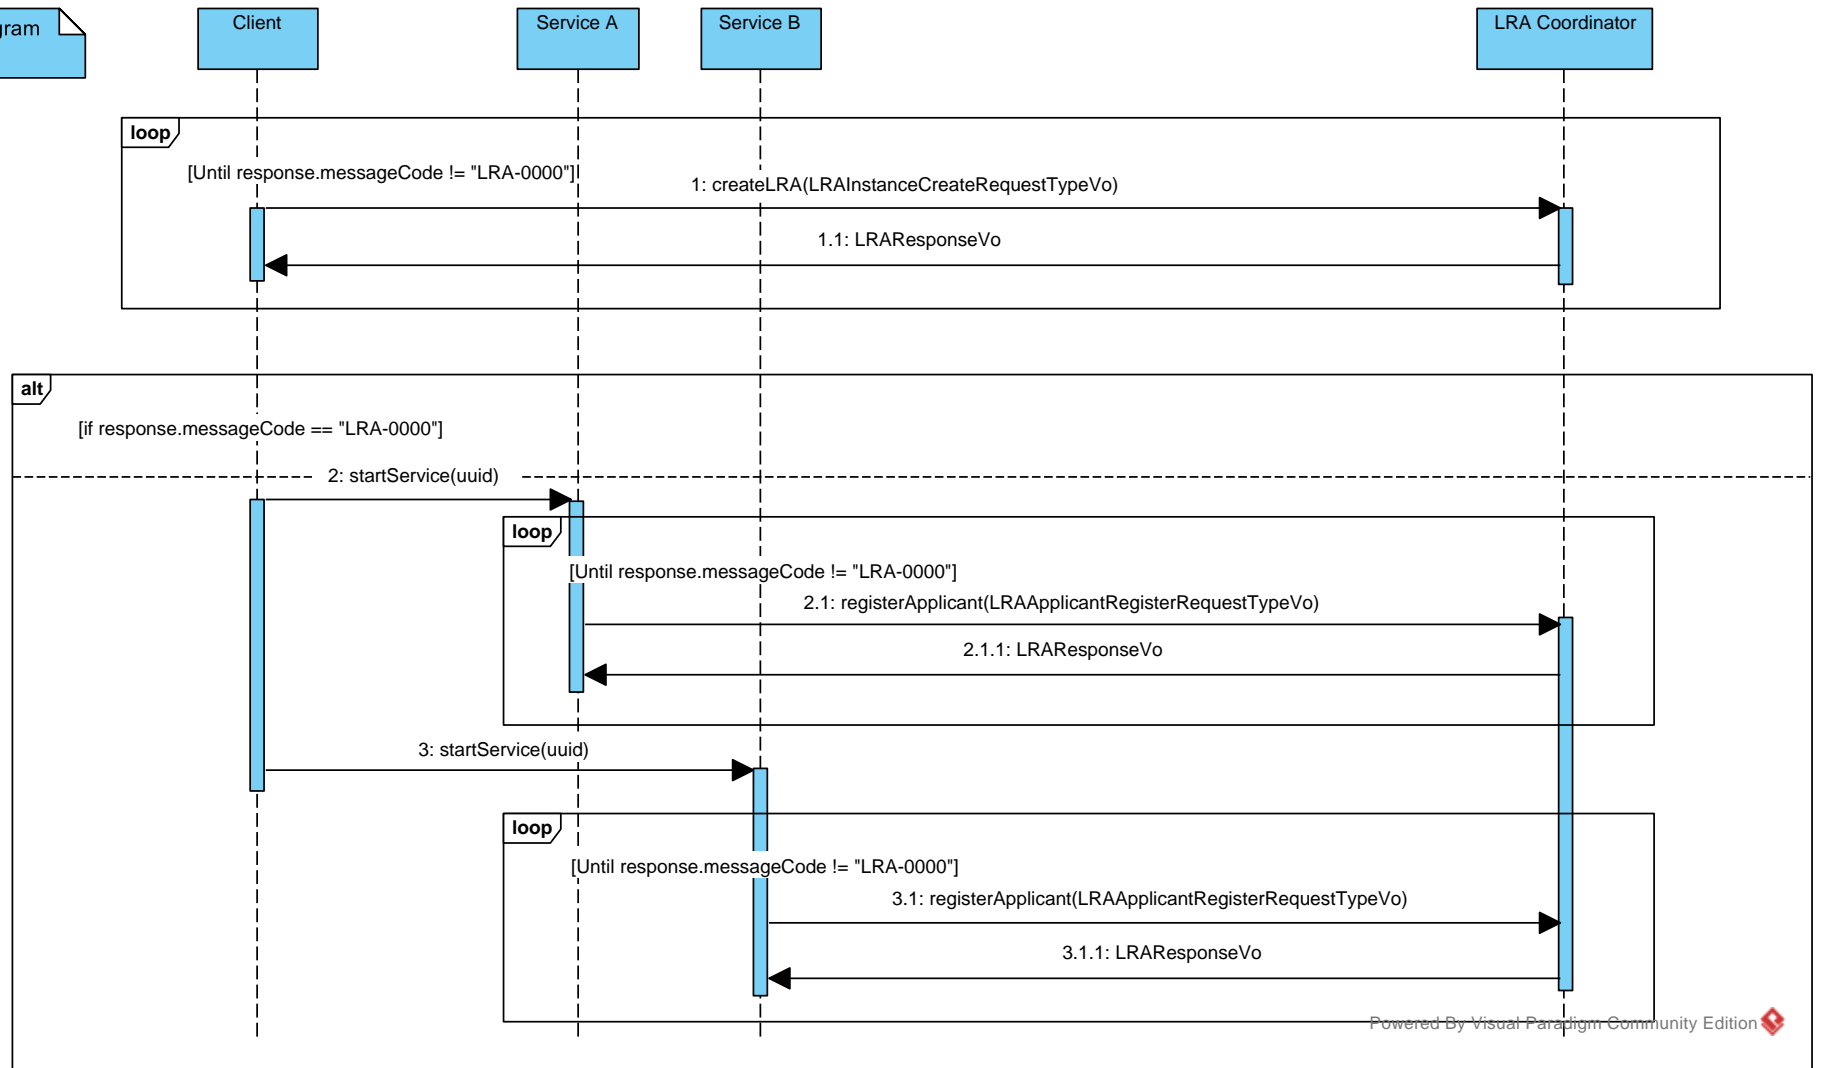 gram
Client
Service A
Service B
LRA Coordinator
loop
[Until response.messageCode != "LRA-0000"]
1: createLRA(LRAInstanceCreateRequestTypeVo)
1.1: LRAResponseVo
alt
[if response.messageCode == "LRA-0000"]
2: startService(uuid)
loop
[Until response.messageCode != "LRA-0000"]
2.1: registerApplicant(LRAApplicantRegisterRequestTypeVo)
2.1.1: LRAResponseVo
3: startService(uuid)
loop
[Until response.messageCode != "LRA-0000"]
3.1: registerApplicant(LRAApplicantRegisterRequestTypeVo)
3.1.1: LRAResponseVo
Powered By Visual Paradigm Community Edition